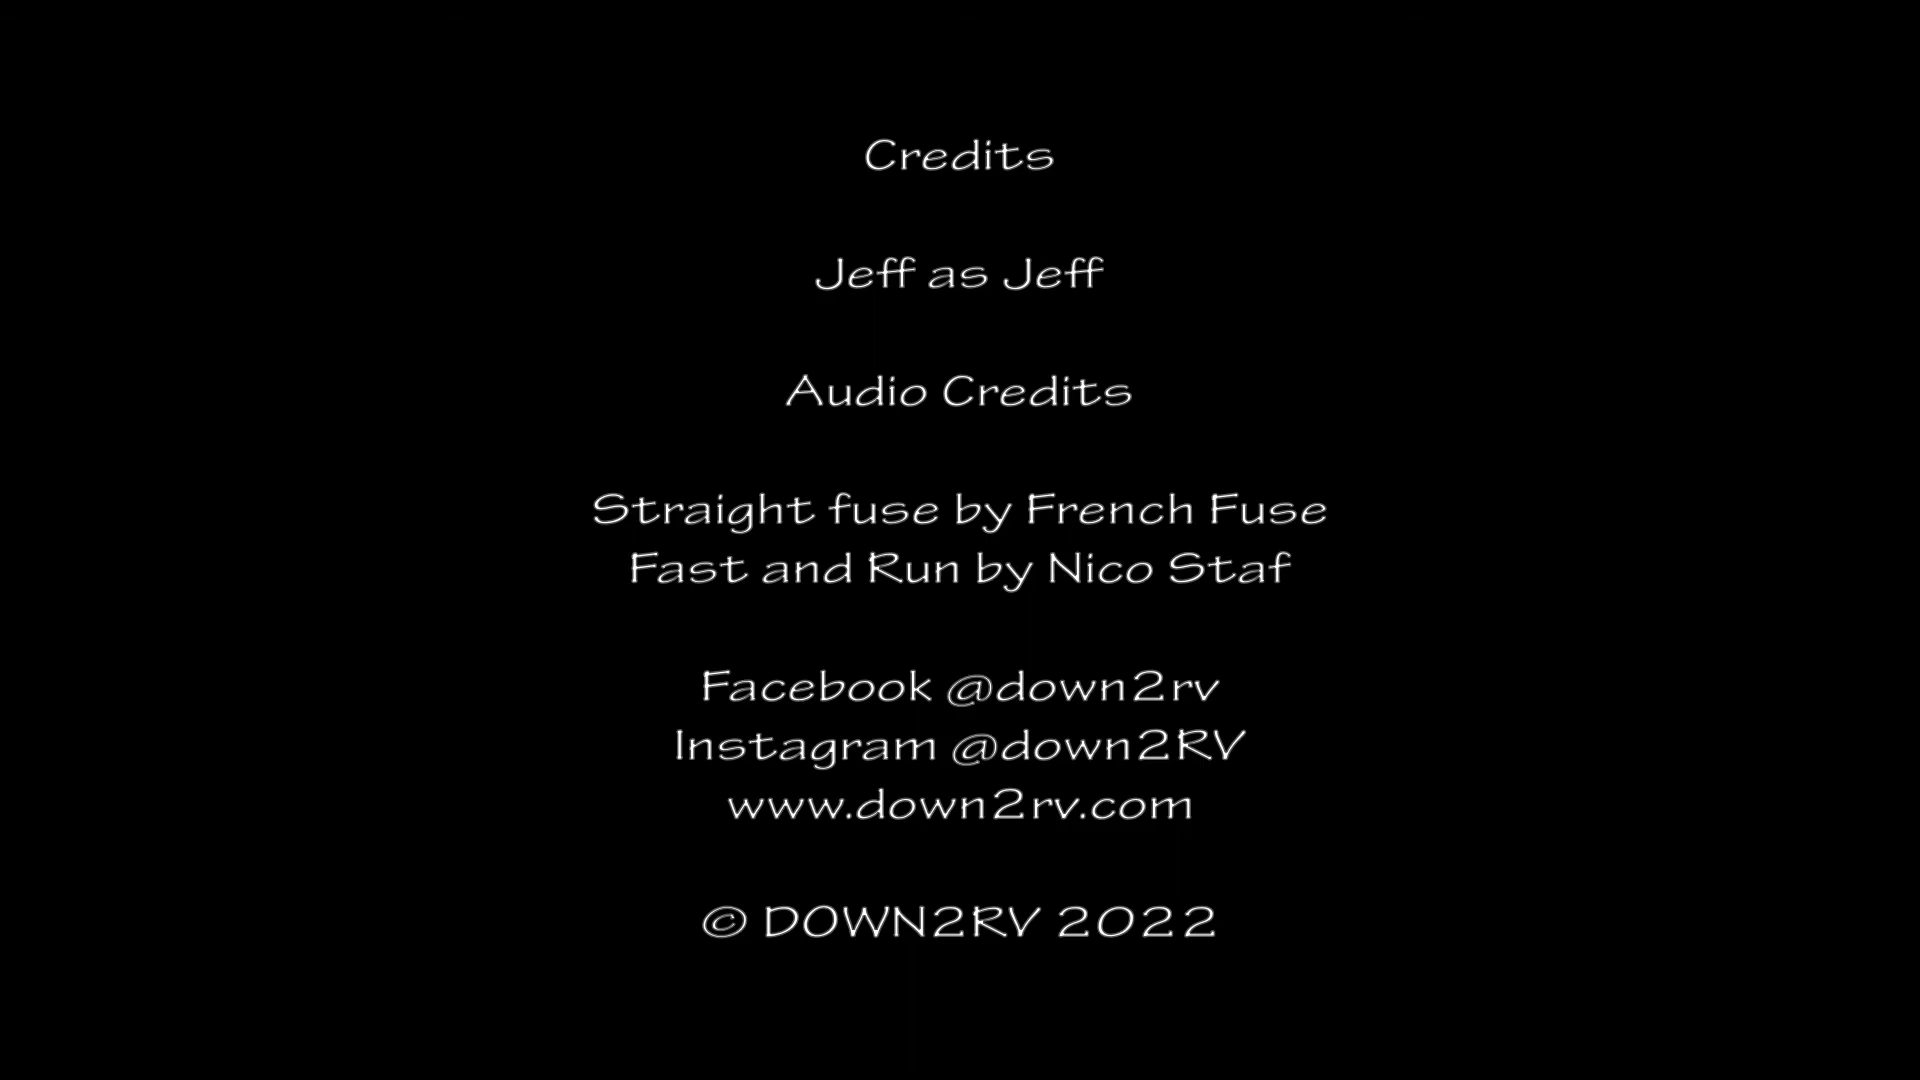 Credits
Jeff as Jeff
Audio Credits
Straight fuse by French Fuse
Fast and Run by Nico Staf
Facebook @down2rv
Instagram @down2RV
www.down2rv.com
© DOWN2RV 2022